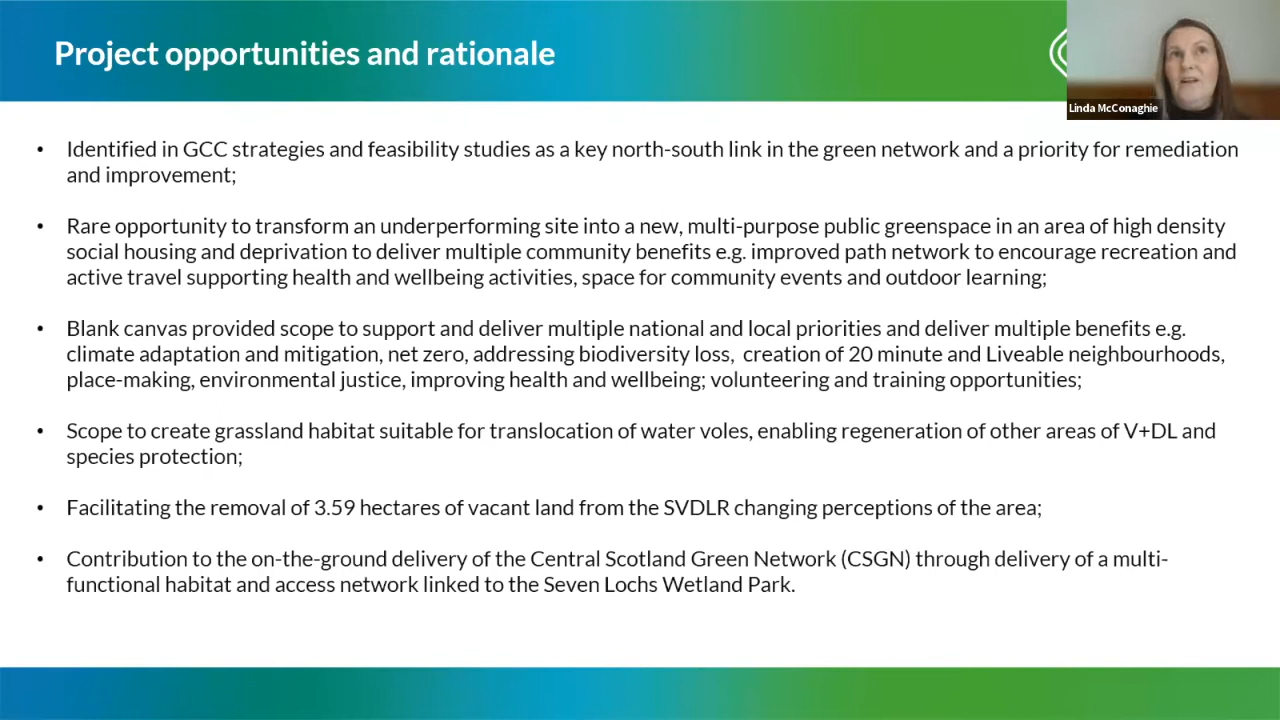 Project opportunities and rationale
Linda McConaghie
• Identified in GCC strategies and feasibility studies as a key north-south link in the green network and a priority for remediation
and improvement;
• Rare opportunity to transform an underperforming site into a new, multi-purpose public greenspace in an area of high density
social housing and deprivation to deliver multiple community benefits e.g. improved path network to encourage recreation and
active travel supporting health and wellbeing activities, space for community events and outdoor learning;
• Blank canvas provided scope to support and deliver multiple national and local priorities and deliver multiple benefits e.g.
climate adaptation and mitigation, net zero, addressing biodiversity loss, creation of 20 minute and Liveable neighbourhoods,
place-making, environmental justice, improving health and wellbeing; volunteering and training opportunities;
• Scope to create grassland habitat suitable for translocation of water voles, enabling regeneration of other areas of V+DL and
species protection;
• Facilitating the removal of 3.59 hectares of vacant land from the SVDLR changing perceptions of the area;
• Contribution to the on-the-ground delivery of the Central Scotland Green Network (CSGN) through delivery of a multi-
functional habitat and access network linked to the Seven Lochs Wetland Park.